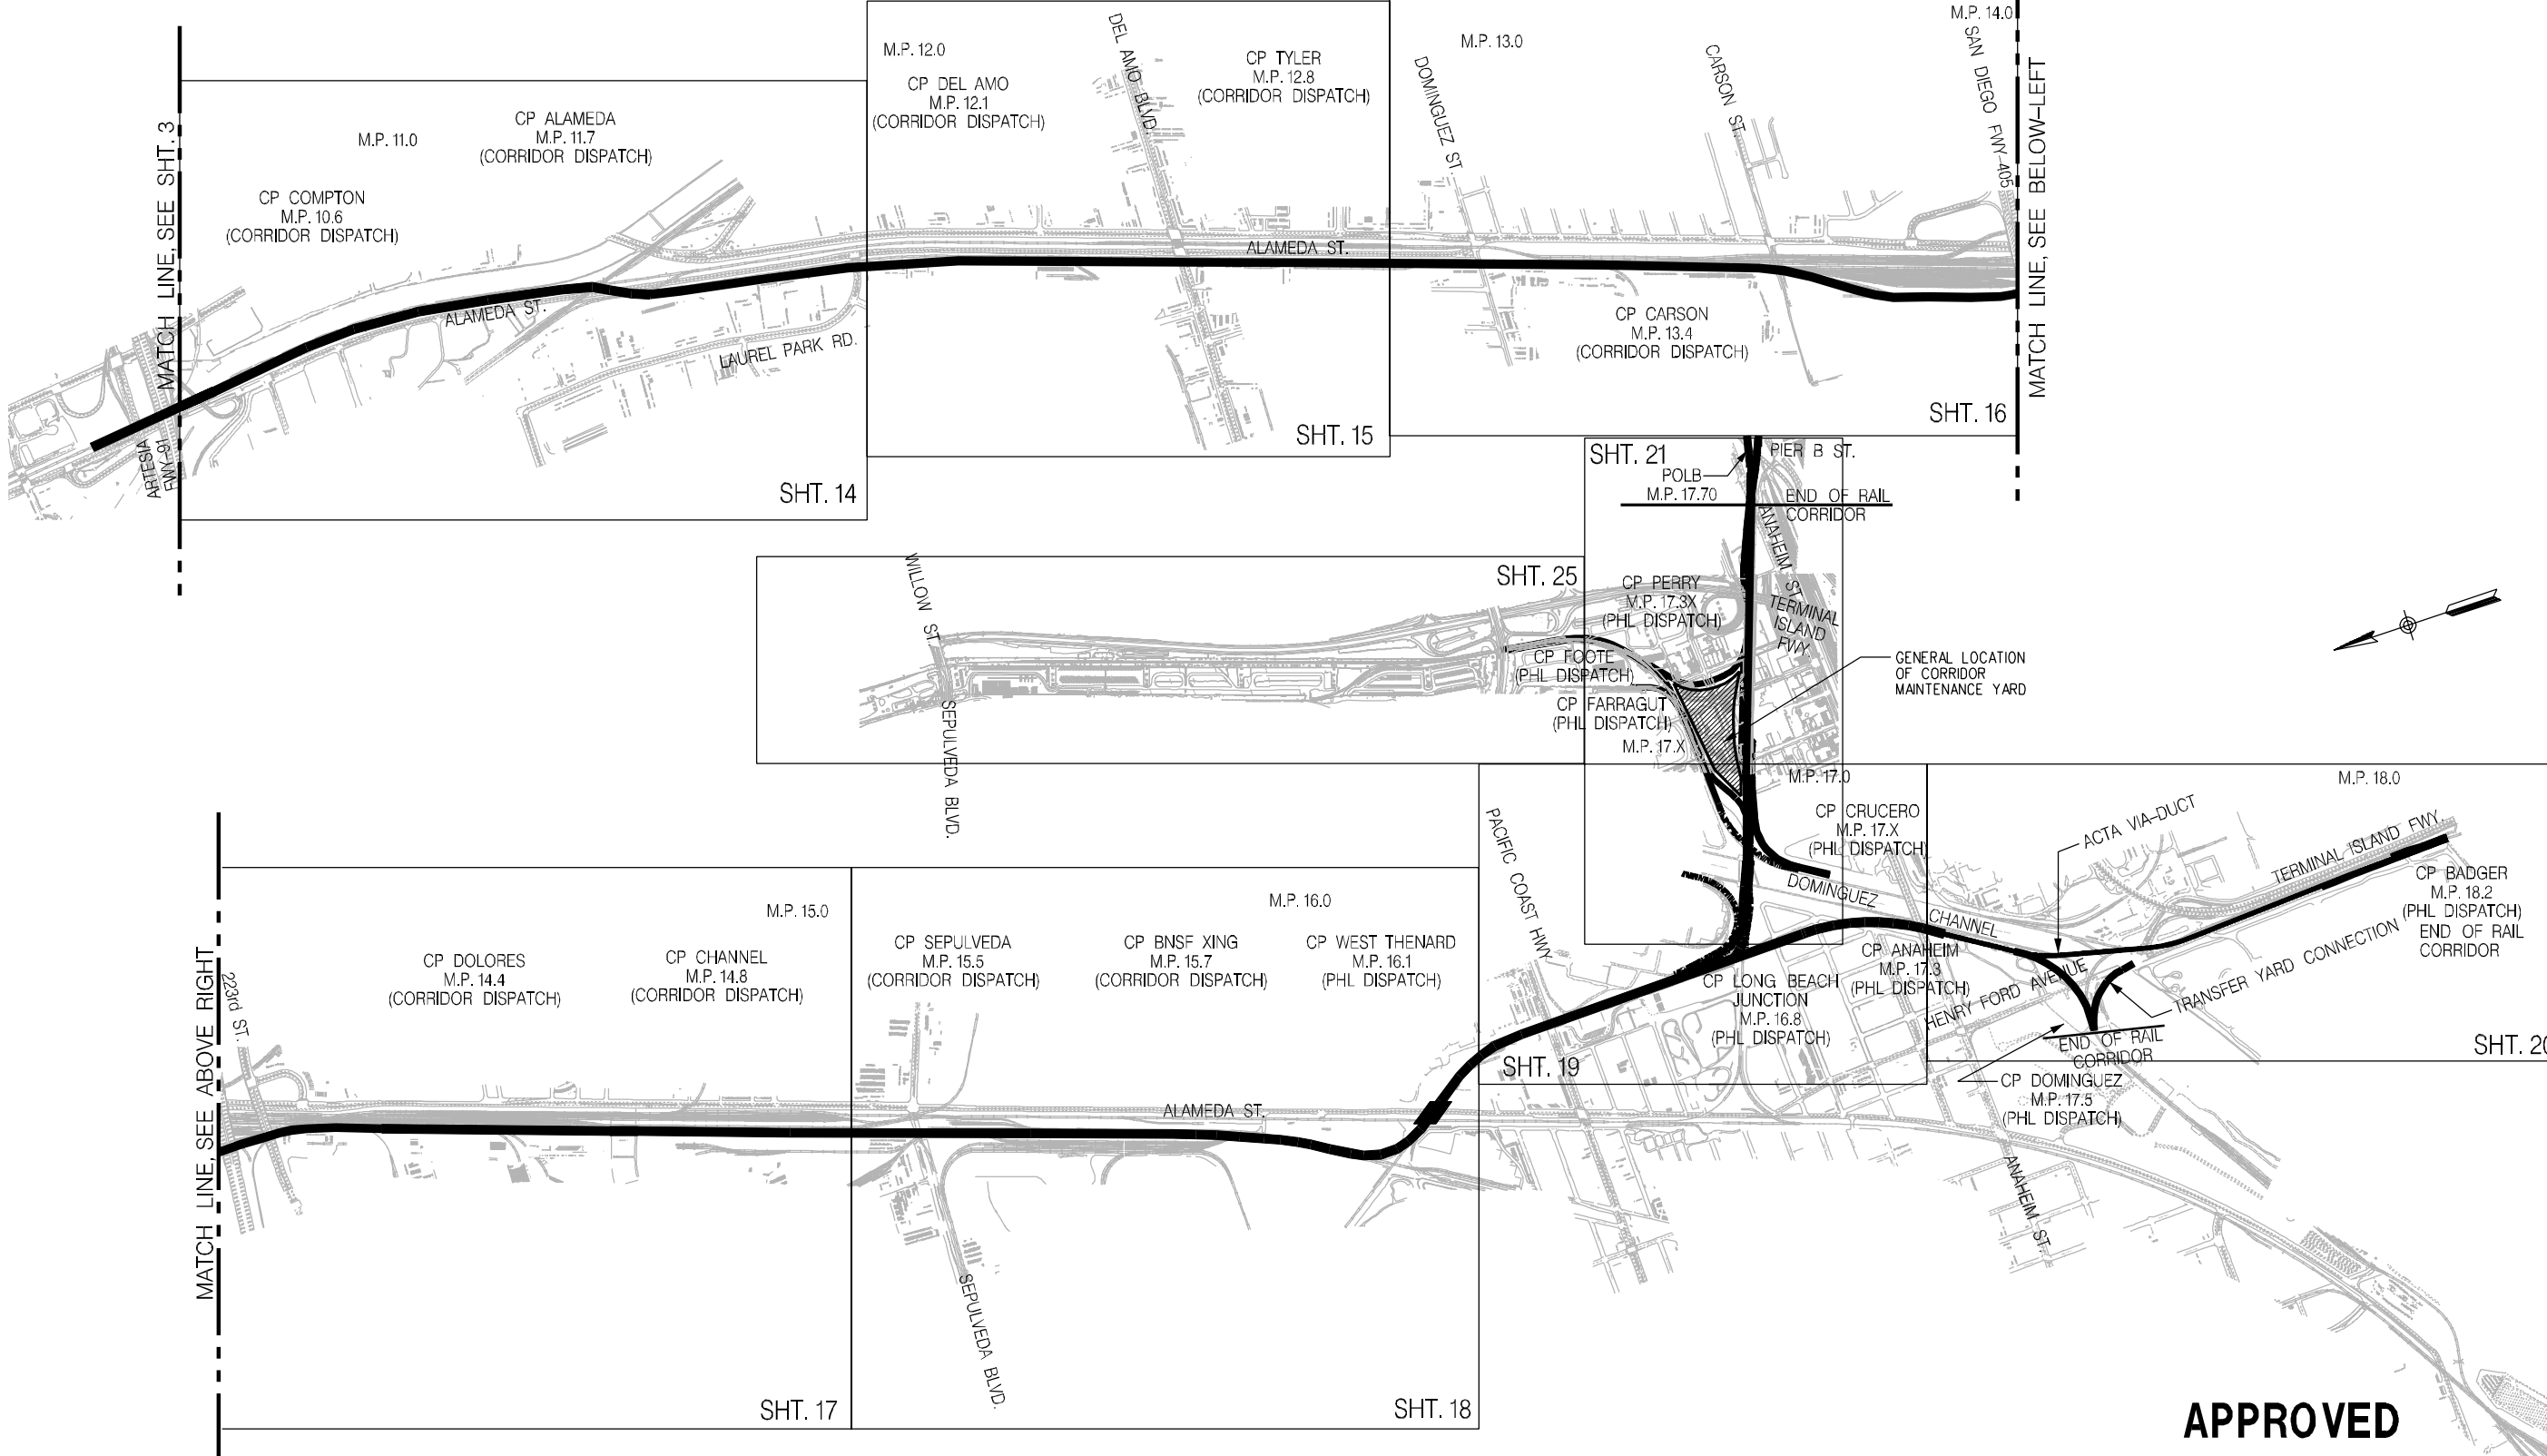 MATCH LINE, SEE SHT. 3
M.P. 11.0
CP ALAMEDA
M.P. 11.7
(CORRIDOR DISPATCH)
CP COMPTON
M.P. 10.6
(CORRIDOR DISPATCH)
ALAMEDA ST.
LAUREL PARK RD.
ARTESIA
FWY-91
SHT. 14
M.P. 12.0
CP DEL AMO
M.P. 12.1
(CORRIDOR DISPATCH)
DEL AMO BLVD.
CP TYLER
M.P. 12.8
(CORRIDOR DISPATCH)
ALAMEDA ST.
SHT. 15
M.P. 13.0
DOMINGUEZ ST.
CARSON ST.
M.P. 14.0
SAN DIEGO FWY-405
CP CARSON
M.P. 13.4
(CORRIDOR DISPATCH)
SHT. 16
MATCH LINE, SEE BELOW-LEFT
SHT. 21
PIER B ST.
POLB
M.P. 17.70
END OF RAIL
CORRIDOR
ANAHEIM ST.
WILLOW ST
SHT. 25
CP PERRY
M.P. 17.3X
(PHL DISPATCH)
TERMINAL
ISLAND
FWY.
CP FOOTE
(PHL DISPATCH)
CP FARRAGUT
(PHL DISPATCH)
M.P. 17.X
SEPULVEDA BLVD.
GENERAL LOCATION
OF CORRIDOR
MAINTENANCE YARD
M.P. 17.0
CP CRUCERO
M.P. 17.X
(PHL DISPATCH)
PACIFIC COAST HWY
M.P. 18.0
ACTA VIA-DUCT
TERMINAL ISLAND FWY.
CP BADGER
M.P. 18.2
(PHL DISPATCH)
END OF RAIL
CORRIDOR
DOMINGUEZ
CHANNEL
CP ANAHEIM
M.P. 17.3
(PHL DISPATCH)
CP LONG BEACH
JUNCTION
M.P. 16.8
(PHL DISPATCH)
HENRY FORD AVENUE
TRANSFER YARD CONNECTION
END OF RAIL
CORRIDOR
SHT. 20
SHT. 19
CP DOMINGUEZ
M.P. 17.5
(PHL DISPATCH)
ANAHEIM ST.
MATCH LINE, SEE ABOVE RIGHT
223rd ST.
M.P. 15.0
CP DOLORES
M.P. 14.4
(CORRIDOR DISPATCH)
CP CHANNEL
M.P. 14.8
(CORRIDOR DISPATCH)
SHT. 17
M.P. 16.0
CP SEPULVEDA
M.P. 15.5
(CORRIDOR DISPATCH)
CP BNSF XING
M.P. 15.7
(CORRIDOR DISPATCH)
CP WEST THENARD
M.P. 16.1
(PHL DISPATCH)
ALAMEDA ST.
SEPULVEDA BLVD.
SHT. 18
APPROVED